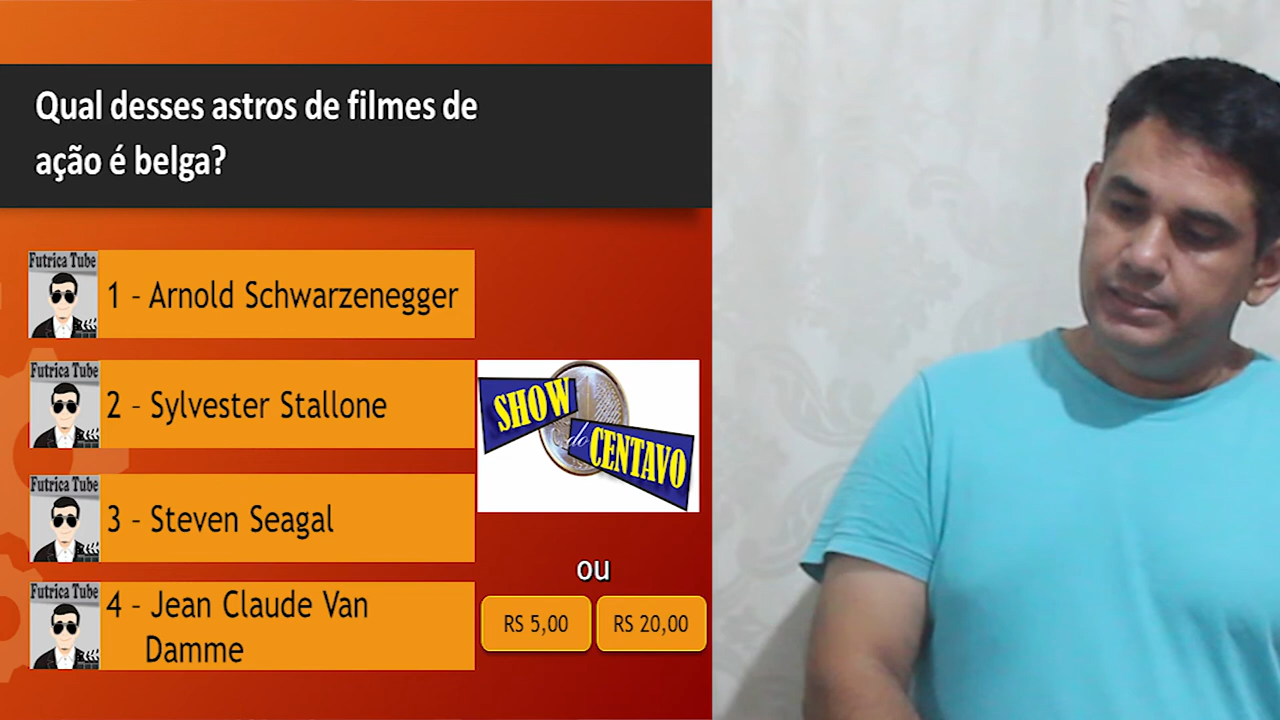 Qual desses astros de filmes de
ação é belga?
Futrica Tube
1 - Arnold Schwarzenegger
Futrica Tube
2 - Sylvester Stallone
Futrica Tube
3 - Steven Seagal
Futrica Tube
4 - Jean Claude Van
Damme
SHOW
do
CENTAVO
ou
RS 5,00
RS 20,00